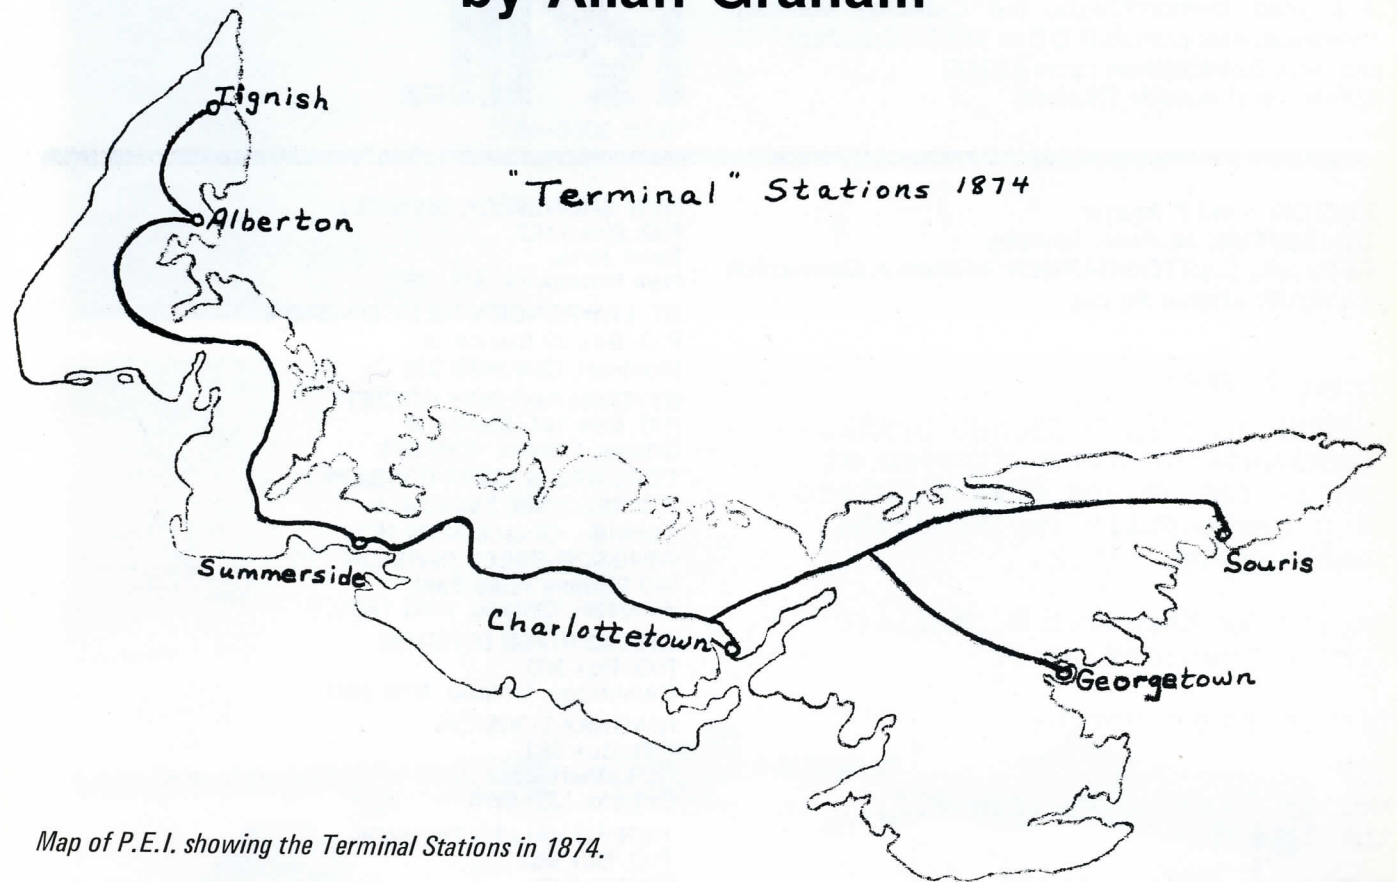 by Allan Graham
Tignish
"Terminal" Stations 1874
Alberton
Summerside
Charlottetown
Souris
Georgetown
Map of P.E.I. showing the Terminal Stations in 1874.